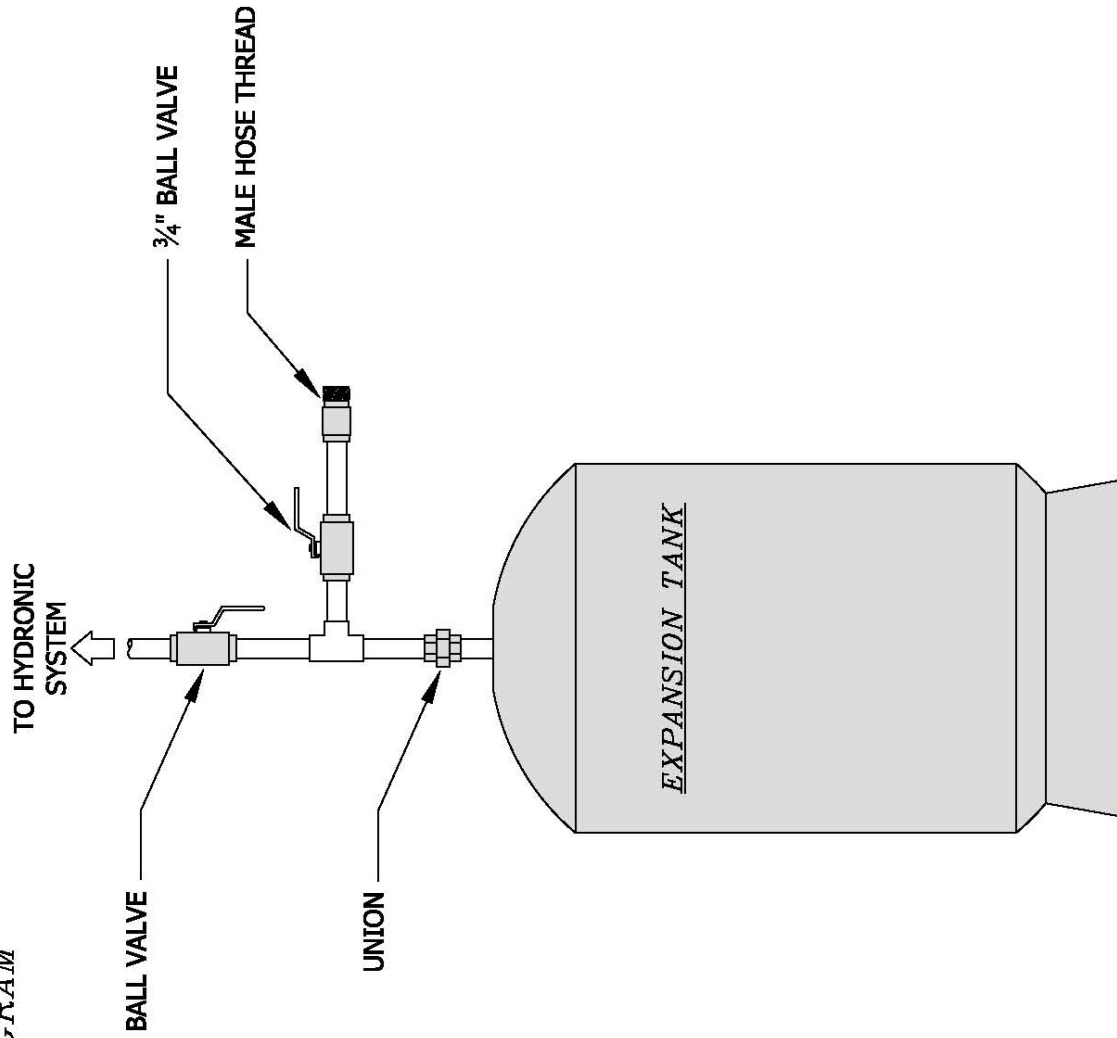 TO HYDRONIC
SYSTEM
¾" BALL VALVE
MALE HOSE THREAD
BALL VALVE
UNION
EXPANSION TANK